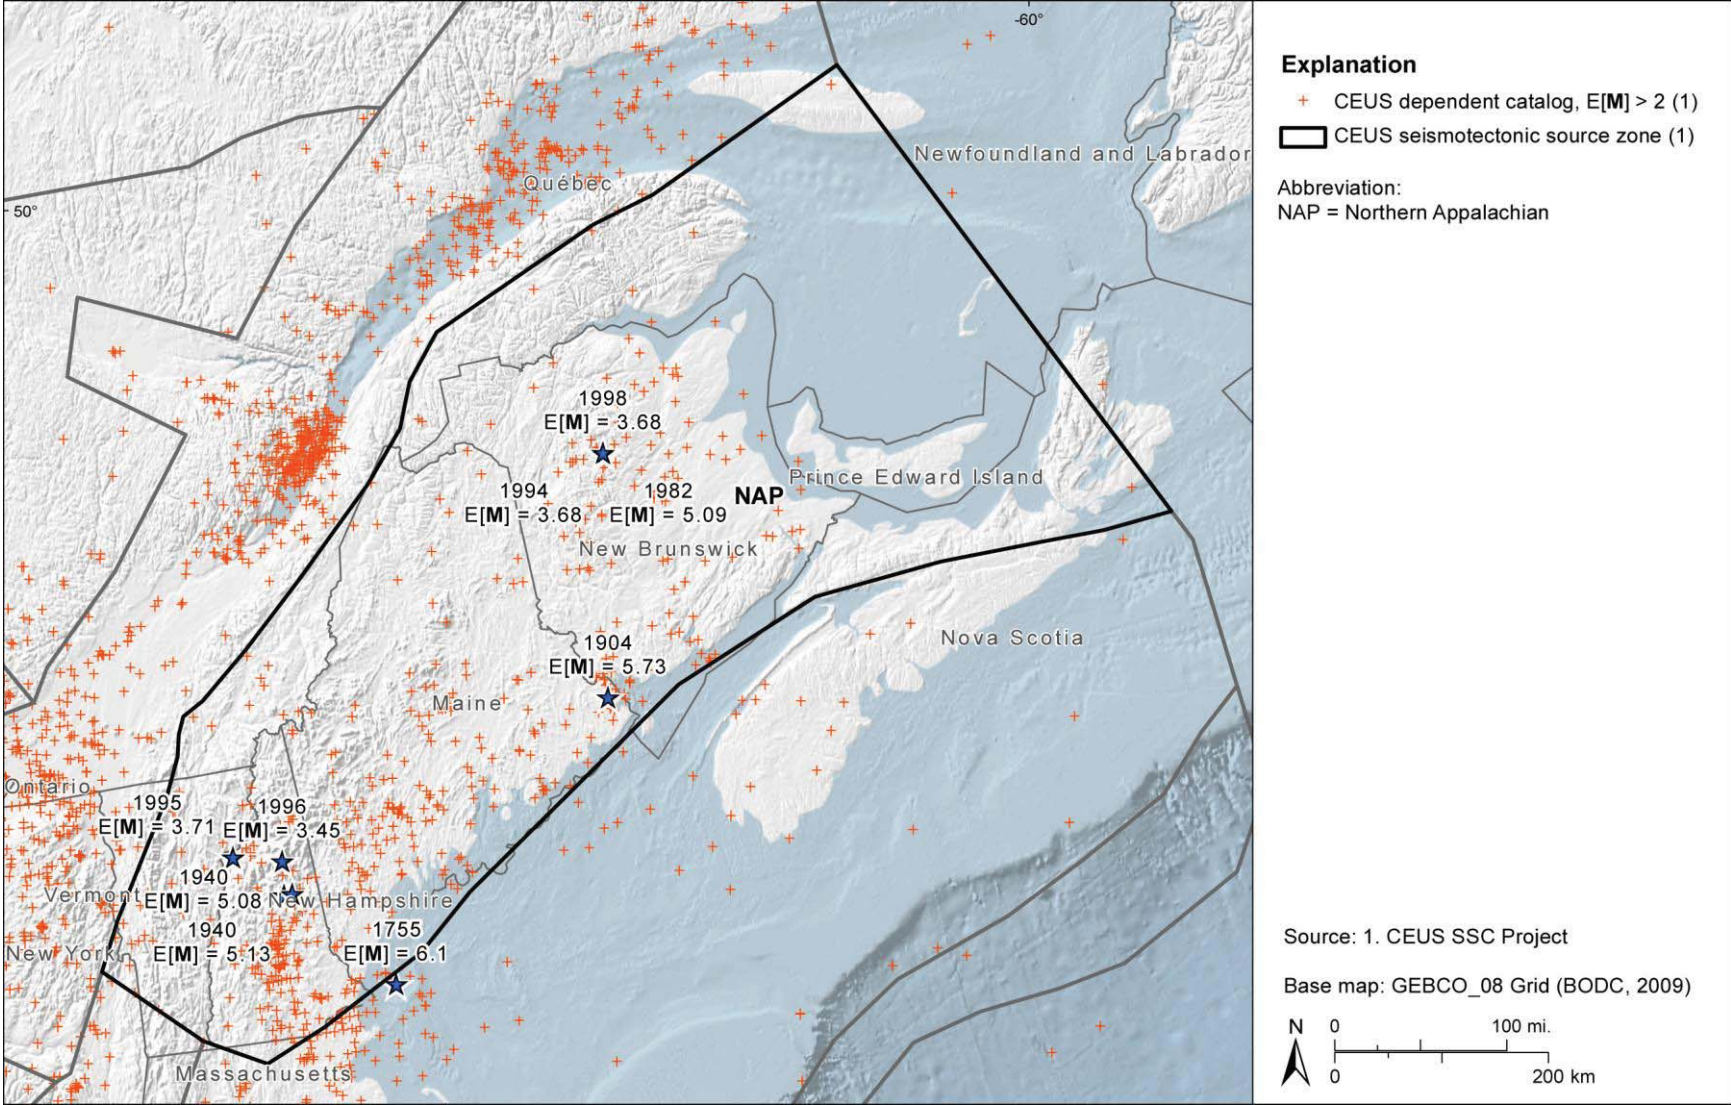 -60°
50°
Québec
Newfoundland and Labrador
1998
E[M] = 3.68
1994
E[M] = 3.68
1982
E[M] = 5.09
NAP
Prince Edward Island
New Brunswick
1904
E[M] = 5.73
Nova Scotia
Maine
Ontario
1995
E[M] = 3.71
1996
E[M] = 3.45
1940
E[M] = 5.08
Vermont
New Hampshire
1940
E[M] = 5.13
1755
E[M] = 6.1
New York
Massachusetts
Explanation
CEUS dependent catalog, E[M] > 2 (1)
CEUS seismotectonic source zone (1)
Abbreviation:
NAP = Northern Appalachian
Source: 1. CEUS SSC Project
Base map: GEBCO_08 Grid (BODC, 2009)
N
0 100 mi.
0 200 km